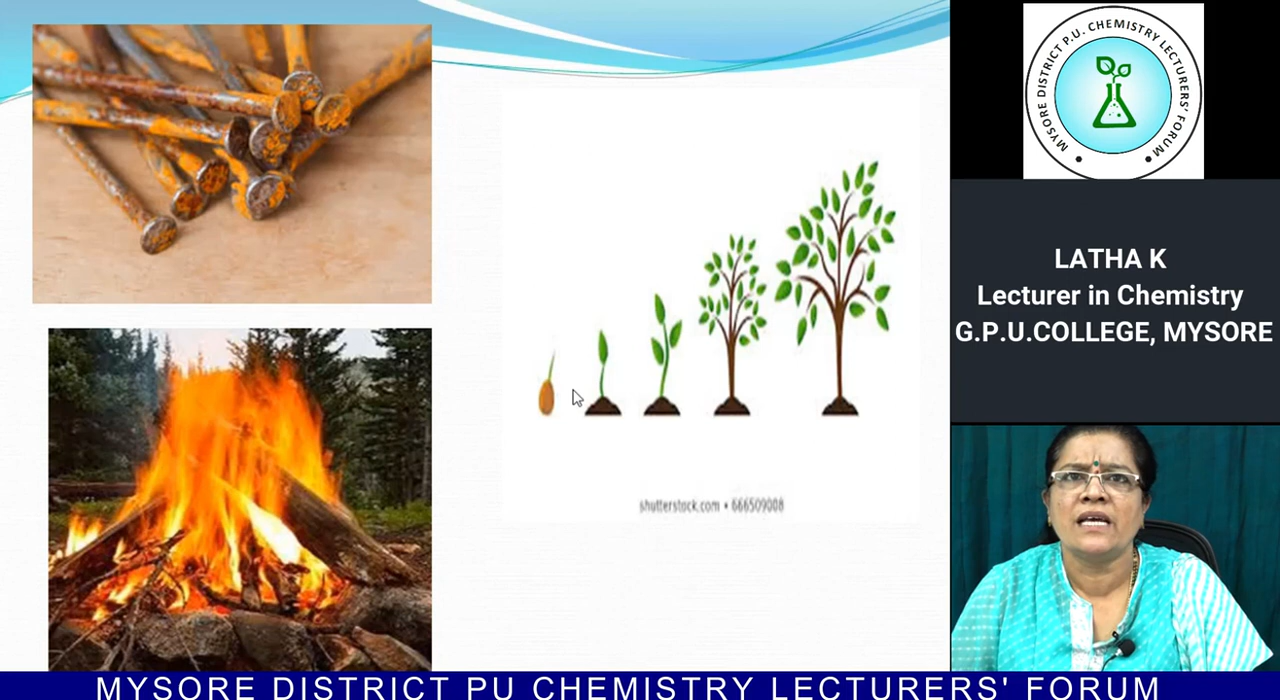 MYSORE DISTRICT P.U. CHEMISTRY LECTURERS' FORUM
LATHA K
Lecturer in Chemistry
G.P.U.COLLEGE, MYSORE
shutterstock.com • 666509008
MYSORE DISTRICT PU CHEMISTRY LECTURERS' FORUM